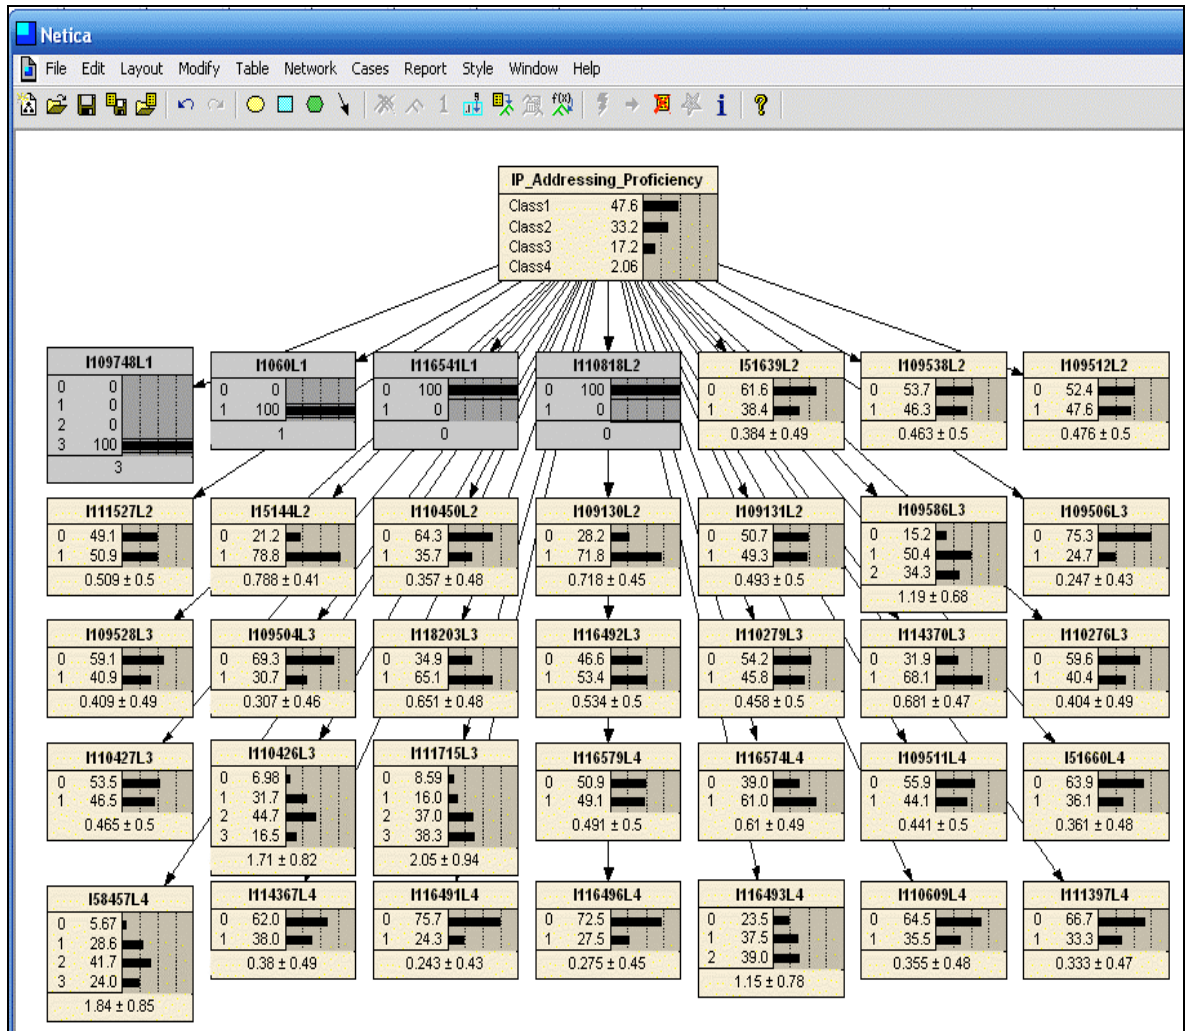 Netica
File Edit Layout Modify Table Network Cases Report Style Window Help
1 f(x) i ?
IP_Addressing_Proficiency
Class1 47.6
Class2 33.2
Class3 17.2
Class4 2.06
I109748L1
0 0
1 0
2 0
3 100
3
I1060L1
0 0
1 100
1
I116541L1
0 100
1 0
0
I110818L2
0 100
1 0
0
I51639L2
0 61.6
1 38.4
0.384 ± 0.49
I109538L2
0 53.7
1 46.3
0.463 ± 0.5
I109512L2
0 52.4
1 47.6
0.476 ± 0.5
I111527L2
0 49.1
1 50.9
0.509 ± 0.5
I15144L2
0 21.2
1 78.8
0.788 ± 0.41
I110450L2
0 64.3
1 35.7
0.357 ± 0.48
I109130L2
0 28.2
1 71.8
0.718 ± 0.45
I109131L2
0 50.7
1 49.3
0.493 ± 0.5
I109586L3
0 15.2
1 50.4
2 34.3
1.19 ± 0.68
I109506L3
0 75.3
1 24.7
0.247 ± 0.43
I109528L3
0 59.1
1 40.9
0.409 ± 0.49
I109504L3
0 69.3
1 30.7
0.307 ± 0.46
I118203L3
0 34.9
1 65.1
0.651 ± 0.48
I116492L3
0 46.6
1 53.4
0.534 ± 0.5
I110279L3
0 54.2
1 45.8
0.458 ± 0.5
I114370L3
0 31.9
1 68.1
0.681 ± 0.47
I110276L3
0 59.6
1 40.4
0.404 ± 0.49
I110427L3
0 53.5
1 46.5
0.465 ± 0.5
I110426L3
0 6.98
1 31.7
2 44.7
3 16.5
1.71 ± 0.82
I111715L3
0 8.59
1 16.0
2 37.0
3 38.3
2.05 ± 0.94
I116579L4
0 50.9
1 49.1
0.491 ± 0.5
I116574L4
0 39.0
1 61.0
0.61 ± 0.49
I109511L4
0 55.9
1 44.1
0.441 ± 0.5
I51660L4
0 63.9
1 36.1
0.361 ± 0.48
I58457L4
0 5.67
1 28.6
2 41.7
3 24.0
1.84 ± 0.85
I114367L4
0 62.0
1 38.0
0.38 ± 0.49
I116491L4
0 75.7
1 24.3
0.243 ± 0.43
I116496L4
0 72.5
1 27.5
0.275 ± 0.45
I116493L4
0 23.5
1 37.5
2 39.0
1.15 ± 0.78
I110609L4
0 64.5
1 35.5
0.355 ± 0.48
I111397L4
0 66.7
1 33.3
0.333 ± 0.47